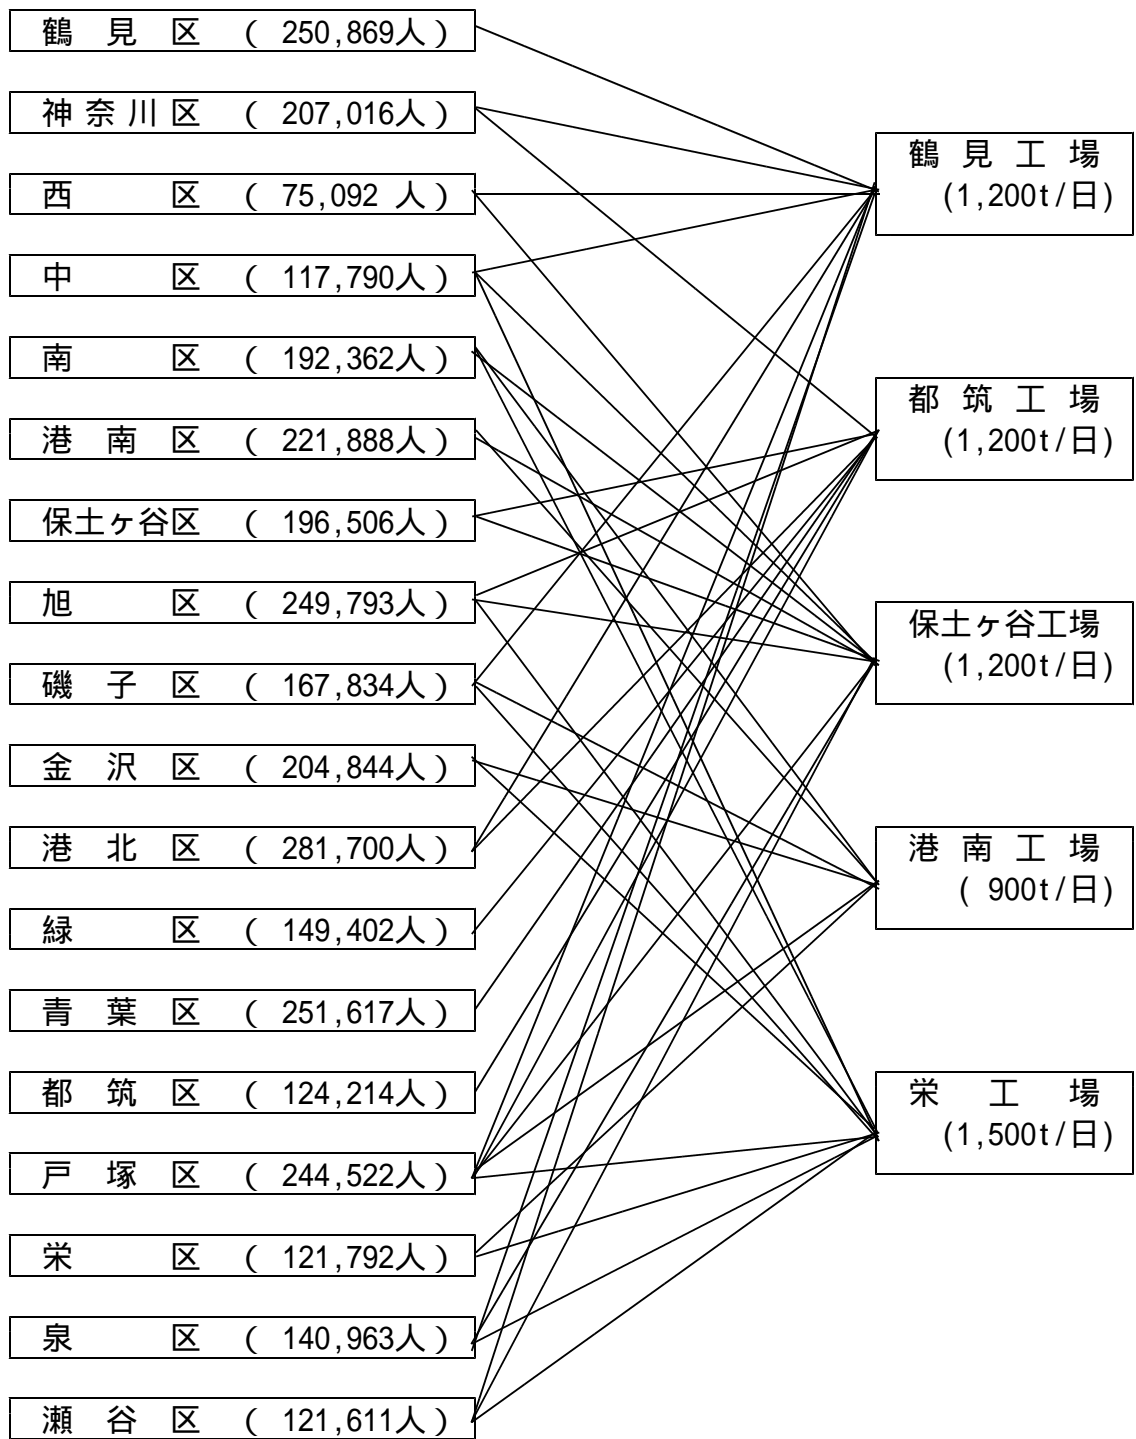 鶴見区 ( 250,869人 )
神奈川区 ( 207,016人 )
西区 ( 75,092 人 )
中区 ( 117,790人 )
南区 ( 192,362人 )
港南区 ( 221,888人 )
保土ヶ谷区 ( 196,506人 )
旭区 ( 249,793人 )
磯子区 ( 167,834人 )
金沢区 ( 204,844人 )
港北区 ( 281,700人 )
緑区 ( 149,402人 )
青葉区 ( 251,617人 )
都筑区 ( 124,214人 )
戸塚区 ( 244,522人 )
栄区 ( 121,792人 )
泉区 ( 140,963人 )
瀬谷区 ( 121,611人 )
鶴見工場
(1,200t/日)
都筑工場
(1,200t/日)
保土ヶ谷工場
(1,200t/日)
港南工場
( 900t/日)
栄工場
(1,500t/日)